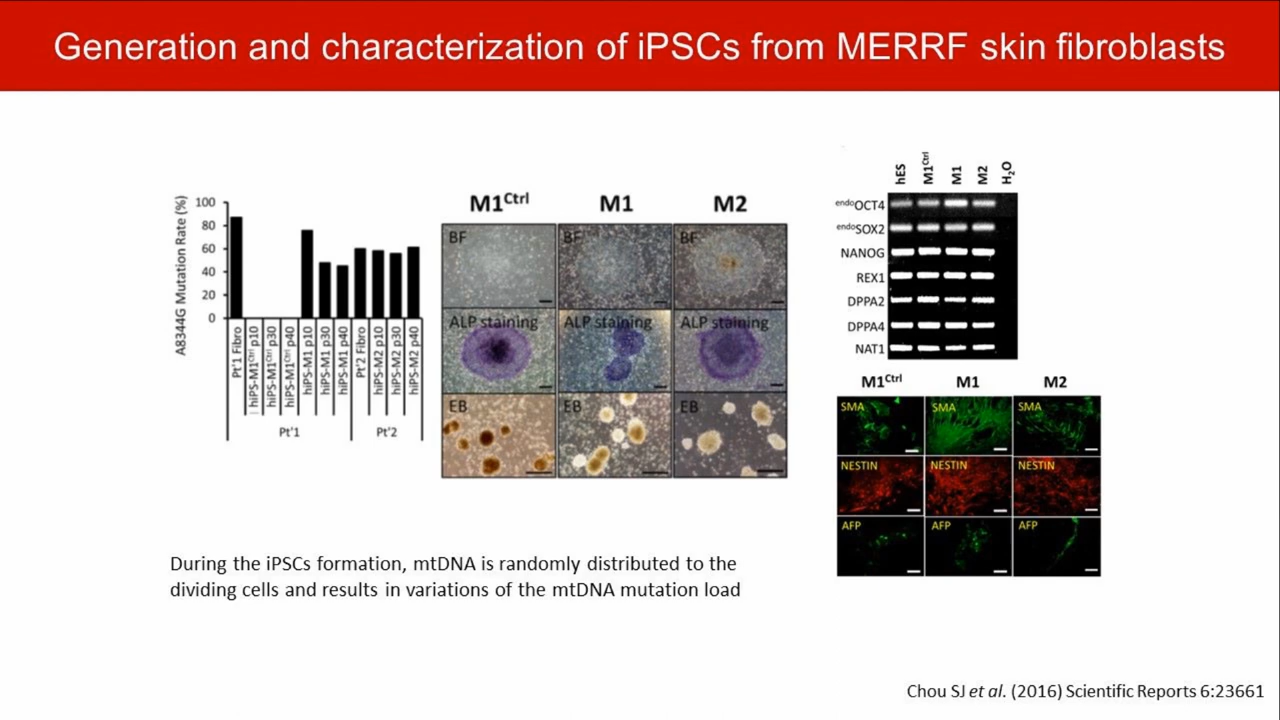 Generation and characterization of iPSCs from MERRF skin fibroblasts
A8344G Mutation Rate (%)
100
80
60
40
20
0
Pt'1 Fibro
hiPS-M1Ctrl p10
hiPS-M1Ctrl p30
hiPS-M1Ctrl p40
hiPS-M1 p10
hiPS-M1 p30
hiPS-M1 p40
Pt'2 Fibro
hiPS-M2 p10
hiPS-M2 p30
hiPS-M2 p40
Pt'1
Pt'2
M1Ctrl M1 M2
BF BF BF
ALP staining ALP staining ALP staining
EB EB EB
hES M1Ctrl M1 M2 H2O
endoOCT4
endoSOX2
NANOG
REX1
DPPA2
DPPA4
NAT1
M1Ctrl M1 M2
SMA SMA SMA
NESTIN NESTIN NESTIN
AFP AFP AFP
During the iPSCs formation, mtDNA is randomly distributed to the
dividing cells and results in variations of the mtDNA mutation load
Chou SJ et al. (2016) Scientific Reports 6:23661